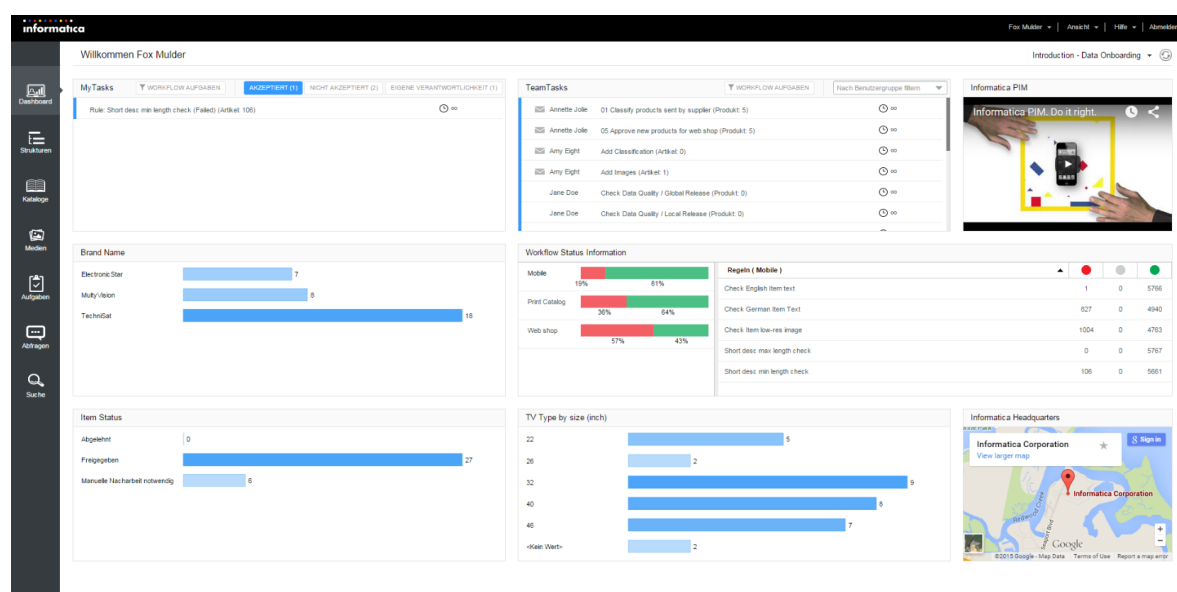 informatica
Fox Mulder
Ansicht
Hilfe
Abmelden
Willkommen Fox Mulder
Introduction - Data Onboarding
Dashboard
Strukturen
Kataloge
Medien
Aufgaben
Abfragen
Suche
MyTasks
WORKFLOW AUFGABEN
AKZEPTIERT (1)
NICHT AKZEPTIERT (2)
EIGENE VERANTWORTLICHKEIT (1)
Rule: Short desc min length check (Failed) (Artikel: 106) ∞
TeamTasks
WORKFLOW AUFGABEN
Nach Benutzergruppe filtern
Annette Jolie 01 Classify products sent by supplier (Produkt: 5) ∞
Annette Jolie 05 Approve new products for web shop (Produkt: 5) ∞
Amy Eight Add Classification (Artikel: 0) ∞
Amy Eight Add Images (Artikel: 1) ∞
Jane Doe Check Data Quality / Global Release (Produkt: 0) ∞
Jane Doe Check Data Quality / Local Release (Produkt: 0) ∞
Informatica PIM
Informatica PIM. Do it right.
Brand Name
ElectronicStar 7
MultyVision 8
TechniSat 18
Workflow Status Information
Mobile
19% 81%
Print Catalog
36% 64%
Web shop
57% 43%
Regeln ( Mobile )
Check English Item text 1 0 5766
Check German Item Text 827 0 4940
Check Item low-res image 1004 0 4763
Short desc max length check 0 0 5767
Short desc min length check 106 0 5661
Item Status
Abgelehnt 0
Freigegeben 27
Manuelle Nacharbeit notwendig 6
TV Type by size (inch)
22 5
26 2
32 9
40 8
46 7
<Kein Wert> 2
Informatica Headquarters
Informatica Corporation
View larger map
8 Sign in
Informatica Corporation
Redwood Creek
Seaport Blvd
+
−
Google
©2015 Google - Map Data Terms of Use Report a map error